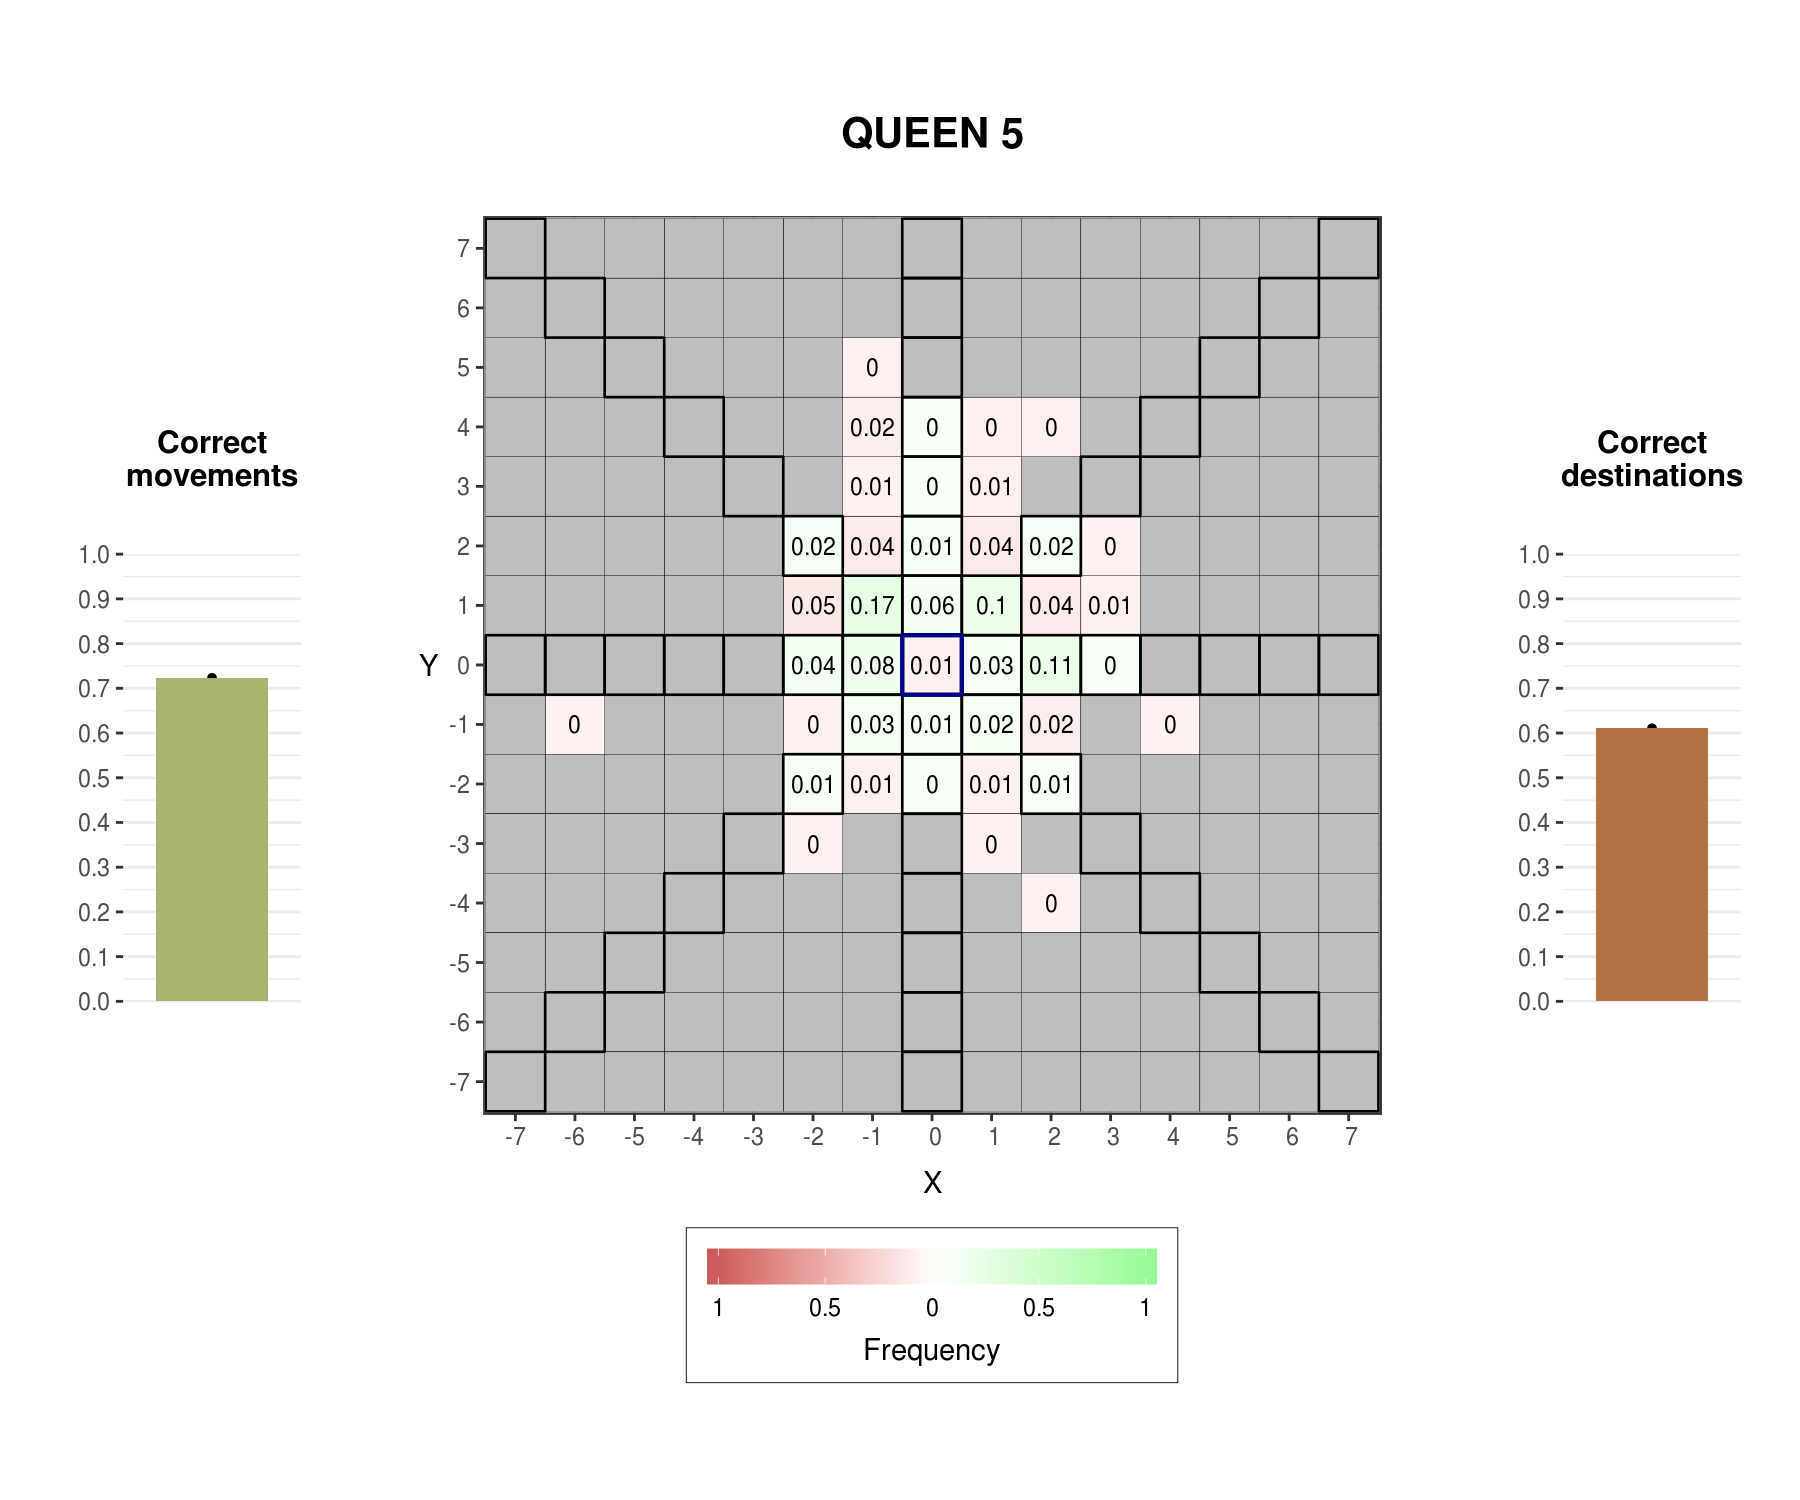 QUEEN 5
Correct
movements
1.0
0.9
0.8
0.7
0.6
0.5
0.4
0.3
0.2
0.1
0.0
Y
7
6
5 0
4 0.02 0 0 0
3 0.01 0 0.01
2 0.02 0.04 0.01 0.04 0.02 0
1 0.05 0.17 0.06 0.1 0.04 0.01
0 0.04 0.08 0.01 0.03 0.11 0
-1 0 0 0.03 0.01 0.02 0.02 0
-2 0.01 0.01 0 0.01 0.01
-3 0 0
-4 0
-5
-6
-7
-7 -6 -5 -4 -3 -2 -1 0 1 2 3 4 5 6 7
X
1 0.5 0 0.5 1
Frequency
Correct
destinations
1.0
0.9
0.8
0.7
0.6
0.5
0.4
0.3
0.2
0.1
0.0